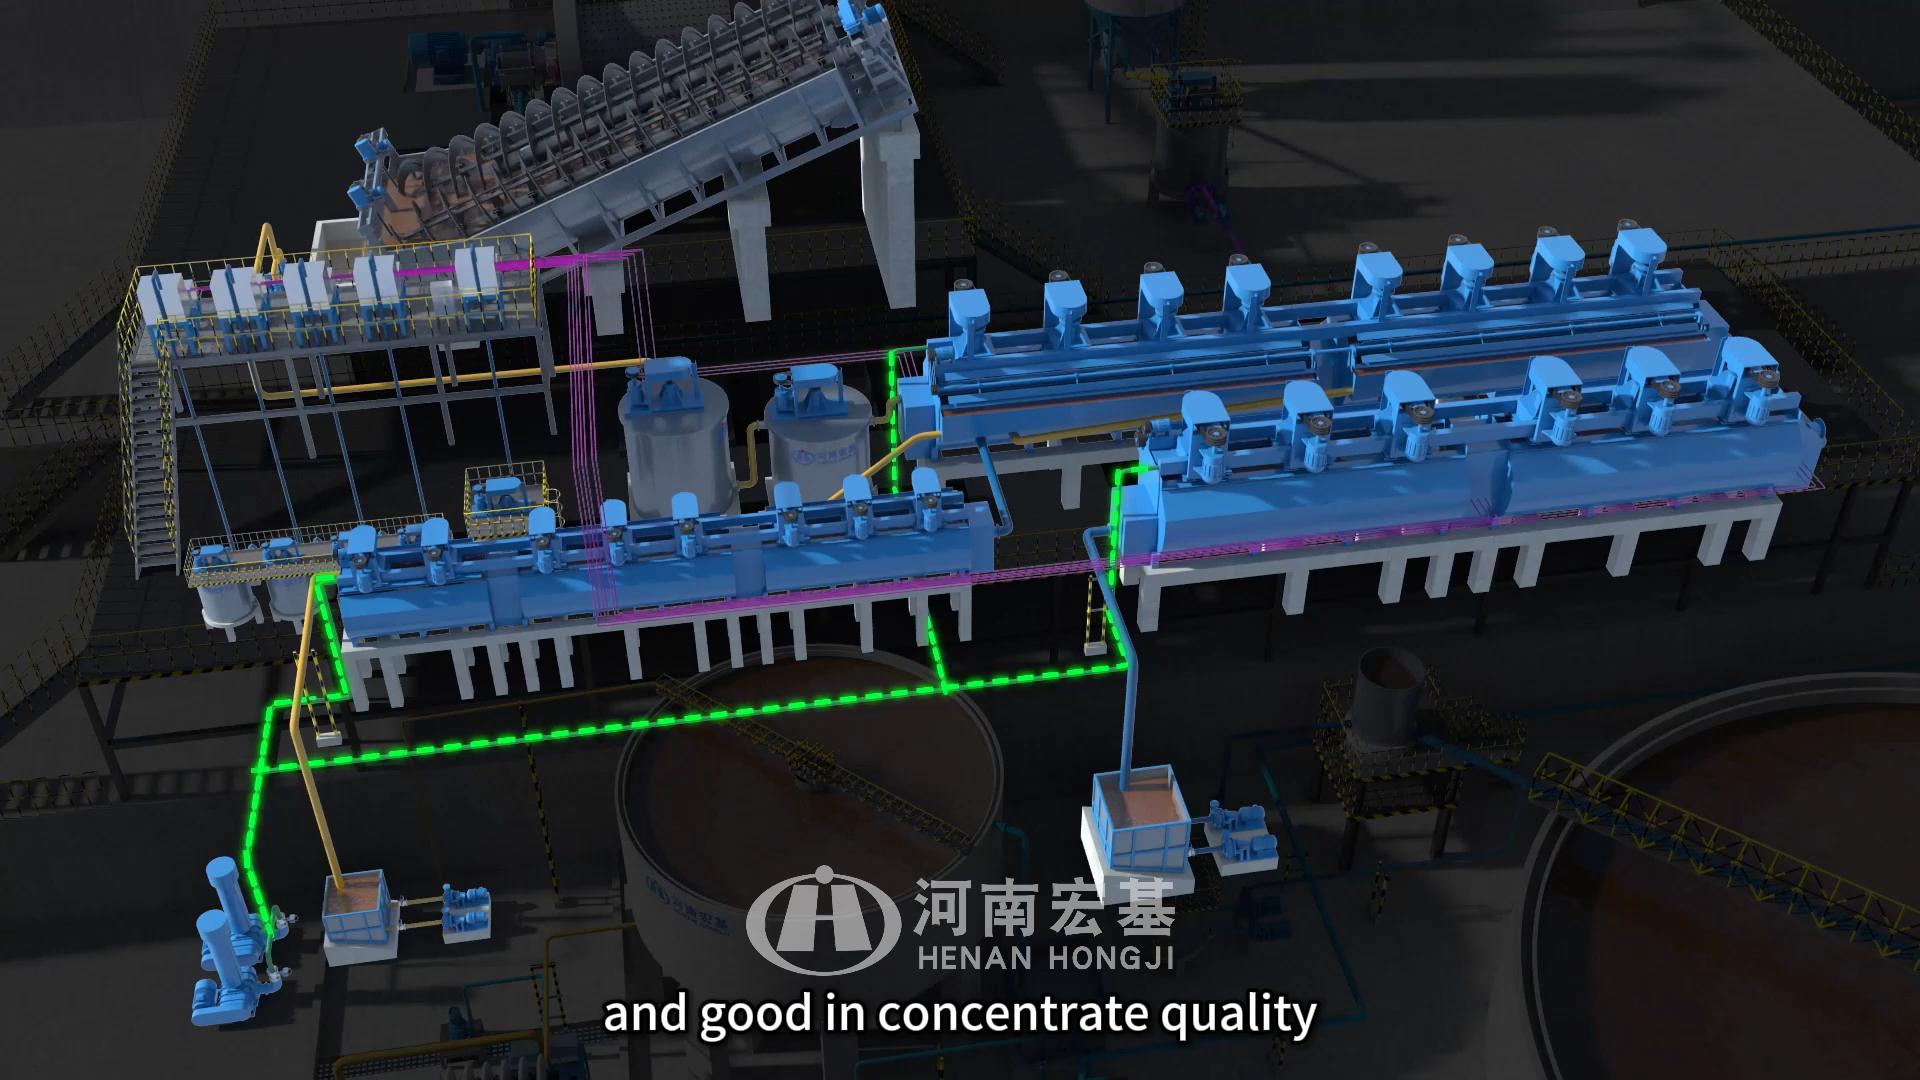 河南宏基
HENAN HONGJI
and good in concentrate quality